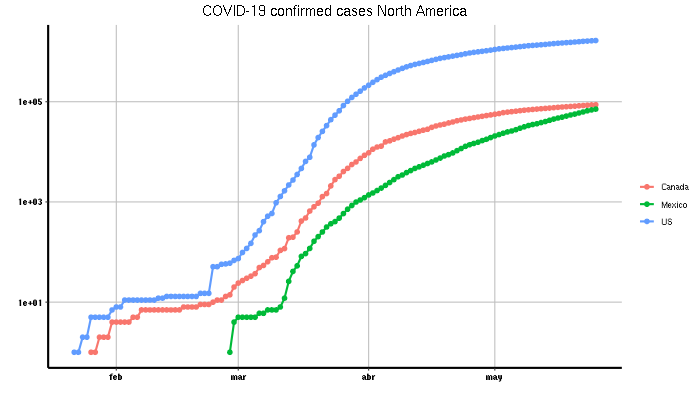 COVID-19 confirmed cases North America
1e+05
1e+03
1e+01
feb mar abr may
Canada
Mexico
US